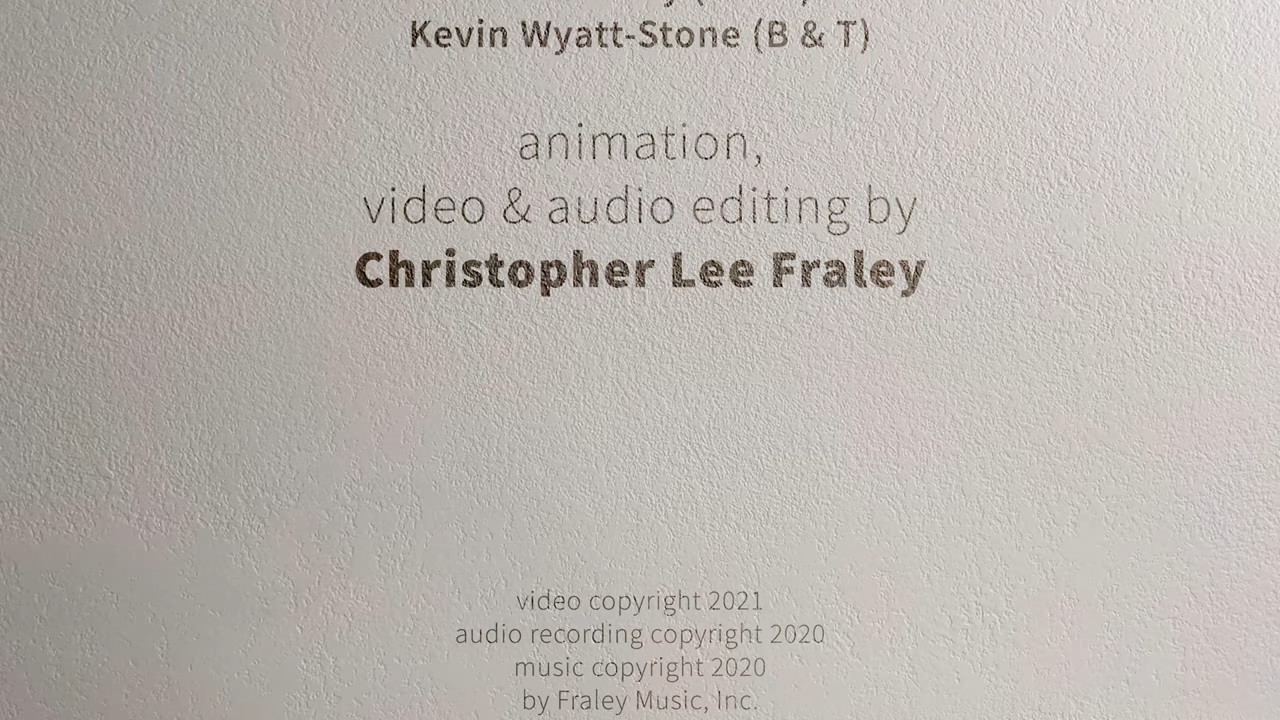 Kevin Wyatt-Stone (B & T)
animation,
video & audio editing by
Christopher Lee Fraley
video copyright 2021
audio recording copyright 2020
music copyright 2020
by Fraley Music, Inc.